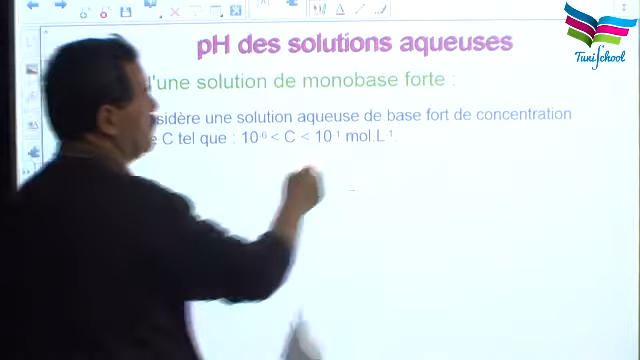 pH des solutions aqueuses
d'une solution de monobase forte :
sidère une solution aqueuse de base fort de concentration
e C tel que : 10⁻⁶ < C < 10⁻¹ mol.L⁻¹.
TuniSchool